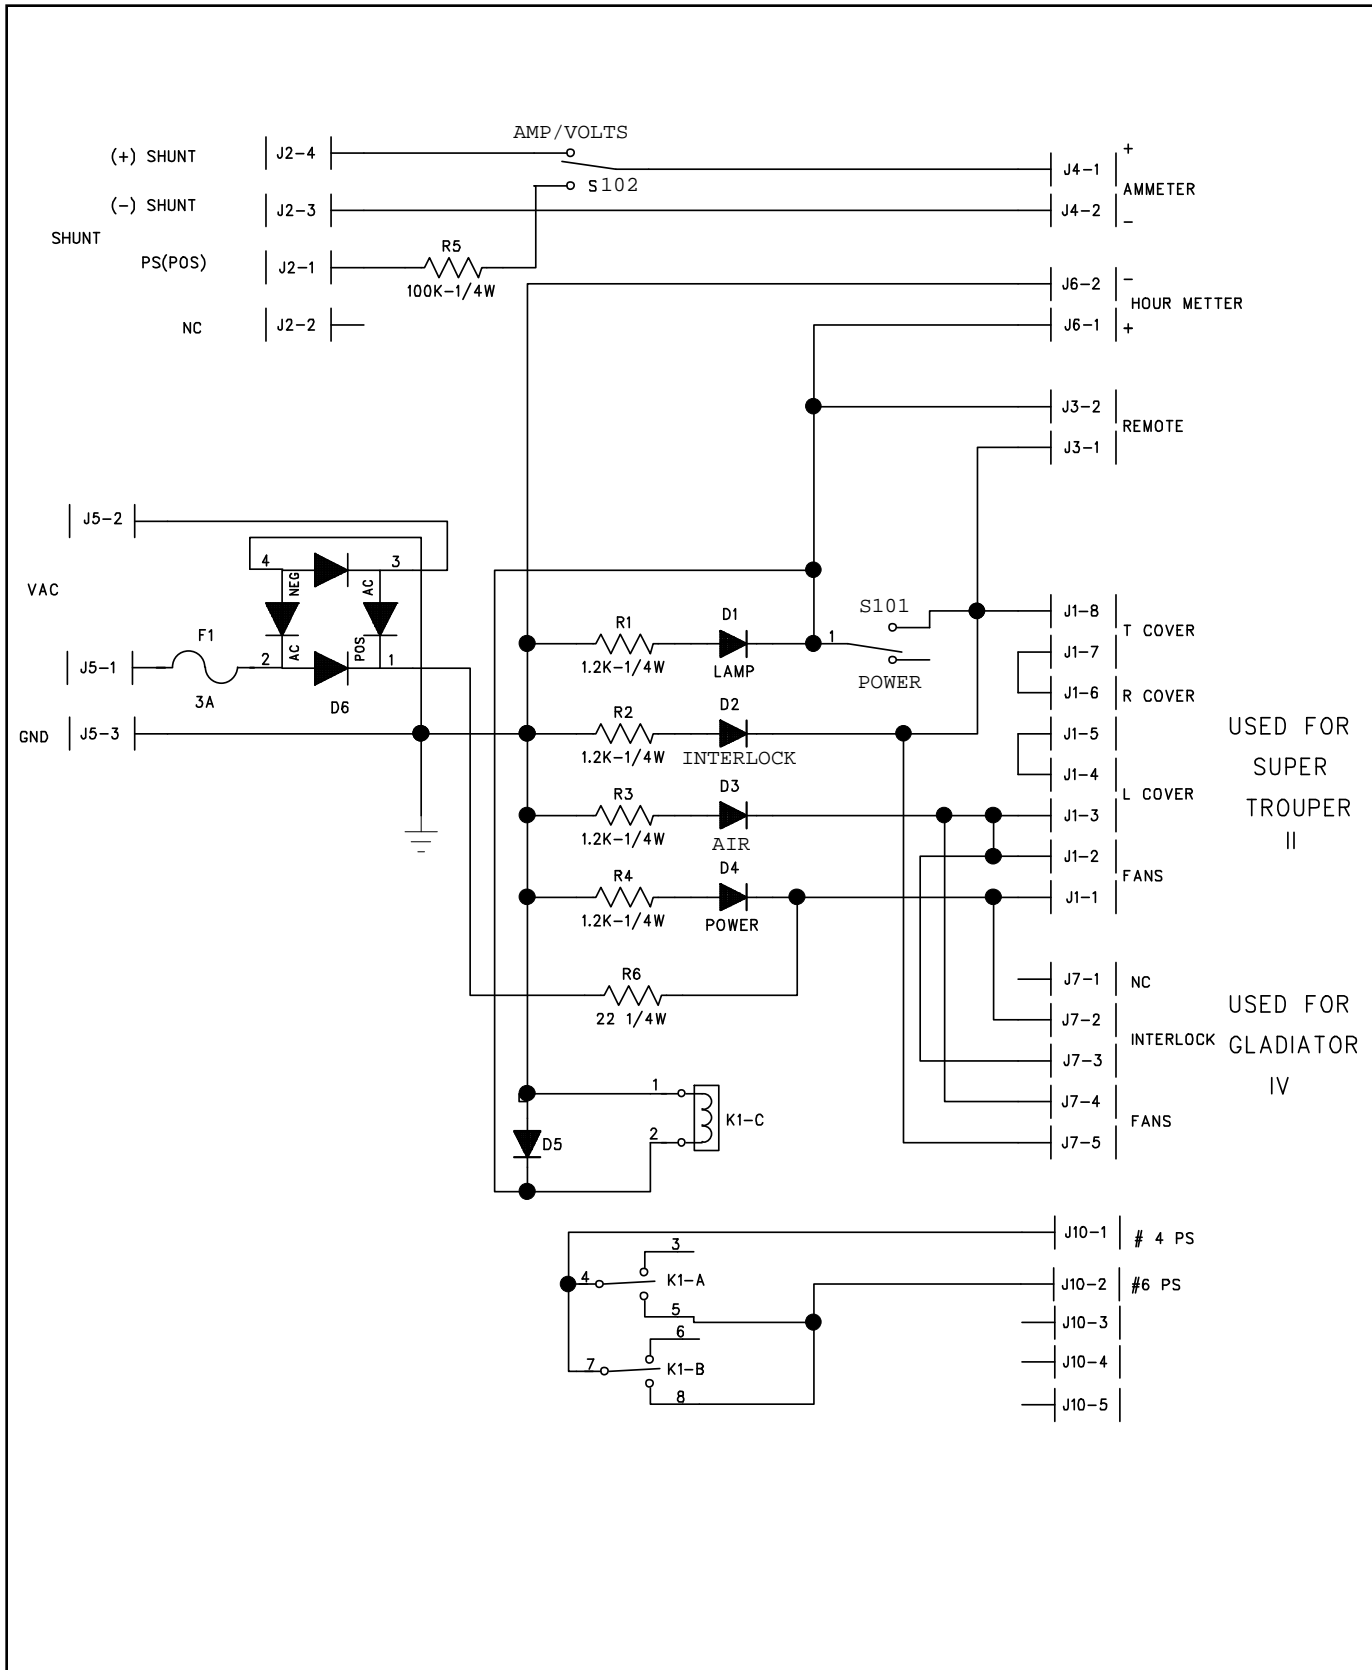 AMP/VOLTS
(+) SHUNT
J2-4
S102
J4-1
+
AMMETER
(-) SHUNT
J2-3
J4-2
-
SHUNT
PS(POS)
J2-1
R5
100K-1/4W
J6-2
-
HOUR METTER
NC
J2-2
J6-1
+
J3-2
REMOTE
J3-1
J5-2
VAC
4
3
NEG
AC
AC
POS
2
1
D6
J5-1
F1
3A
GND
J5-3
R1
1.2K-1/4W
D1
LAMP
1
S101
POWER
R2
1.2K-1/4W
D2
INTERLOCK
R3
1.2K-1/4W
D3
AIR
R4
1.2K-1/4W
D4
POWER
R6
22 1/4W
J1-8
T COVER
J1-7
J1-6
R COVER
J1-5
J1-4
L COVER
J1-3
J1-2
FANS
J1-1
USED FOR
SUPER
TROUPER
II
J7-1
NC
J7-2
INTERLOCK
J7-3
J7-4
FANS
J7-5
USED FOR
GLADIATOR
IV
1
2
K1-C
D5
J10-1
# 4 PS
3
4
K1-A
5
J10-2
#6 PS
J10-3
6
7
K1-B
8
J10-4
J10-5